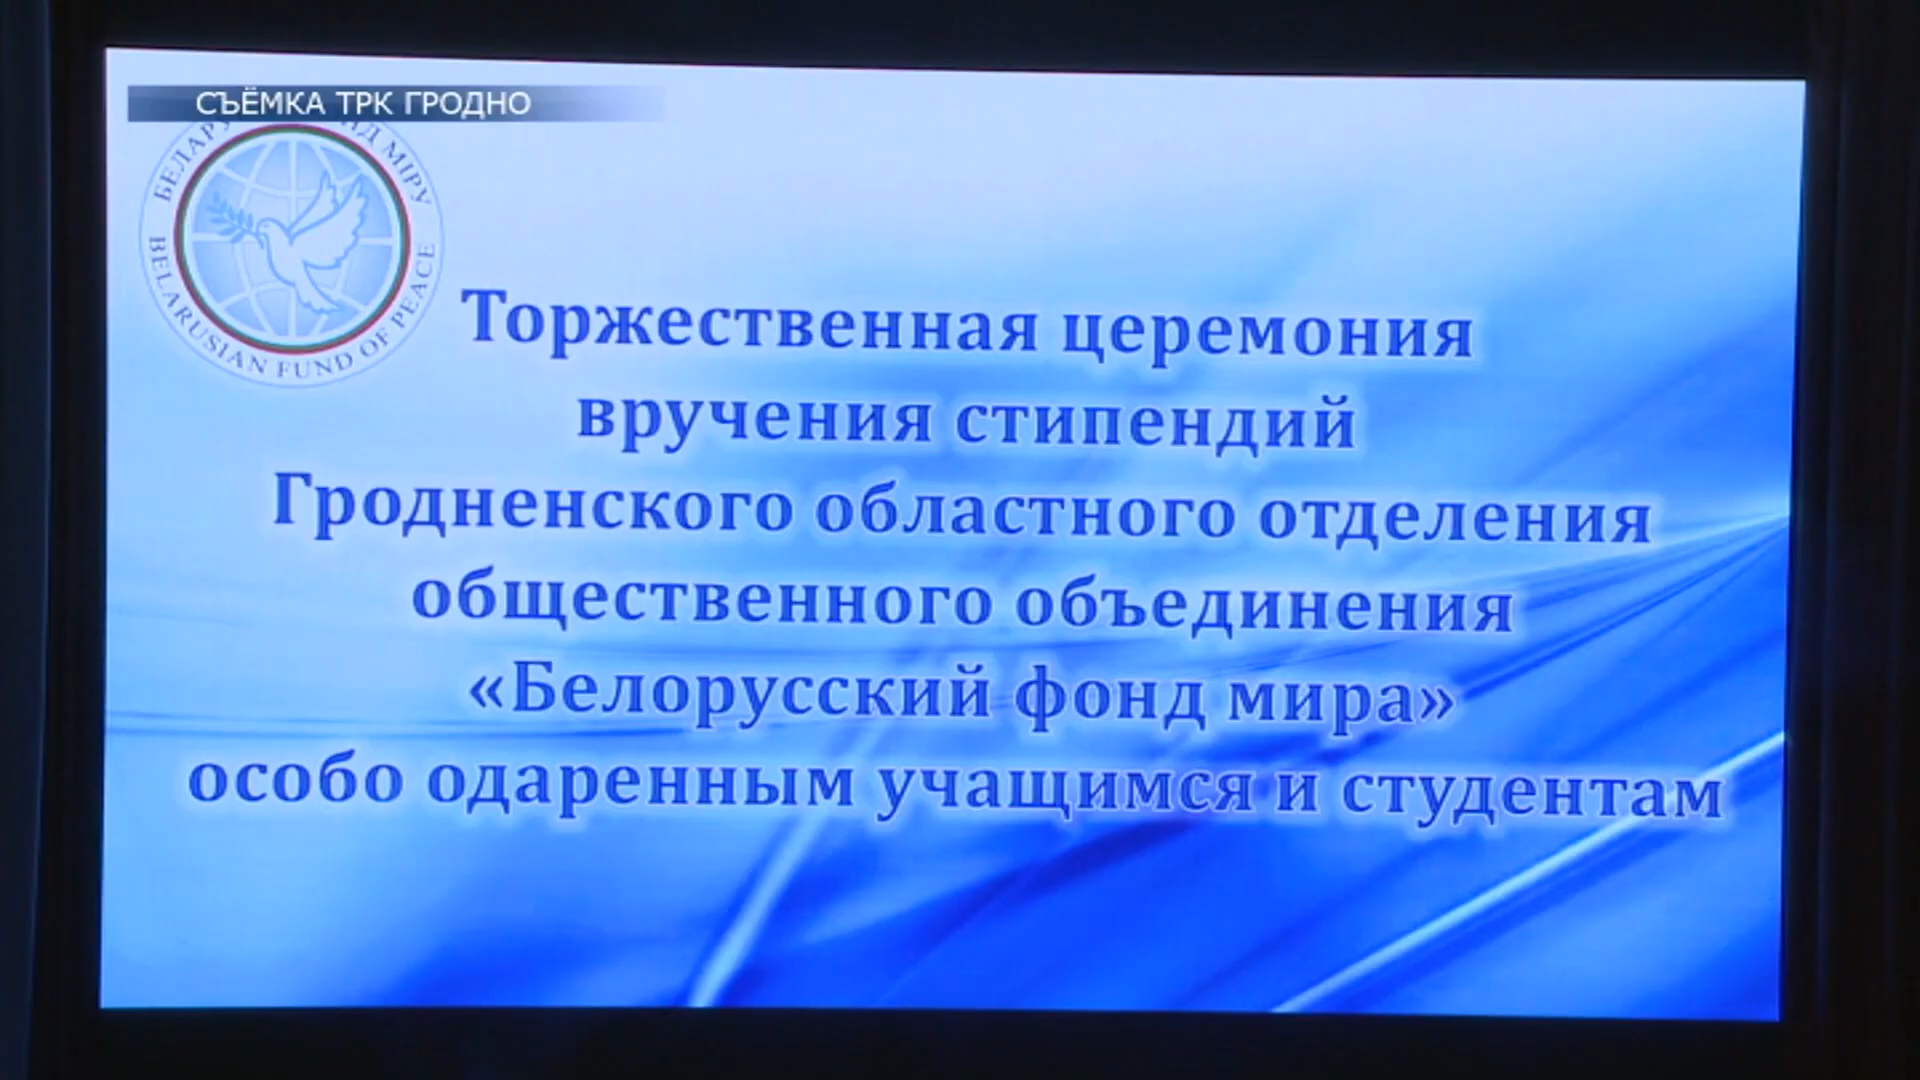 СЪЁМКА ТРК ГРОДНО
МІРУ
BELARUSIAN FUND OF PEACE
Торжественная церемония
вручения стипендий
Гродненского областного отделения
общественного объединения
«Белорусский фонд мира»
особо одаренным учащимся и студентам